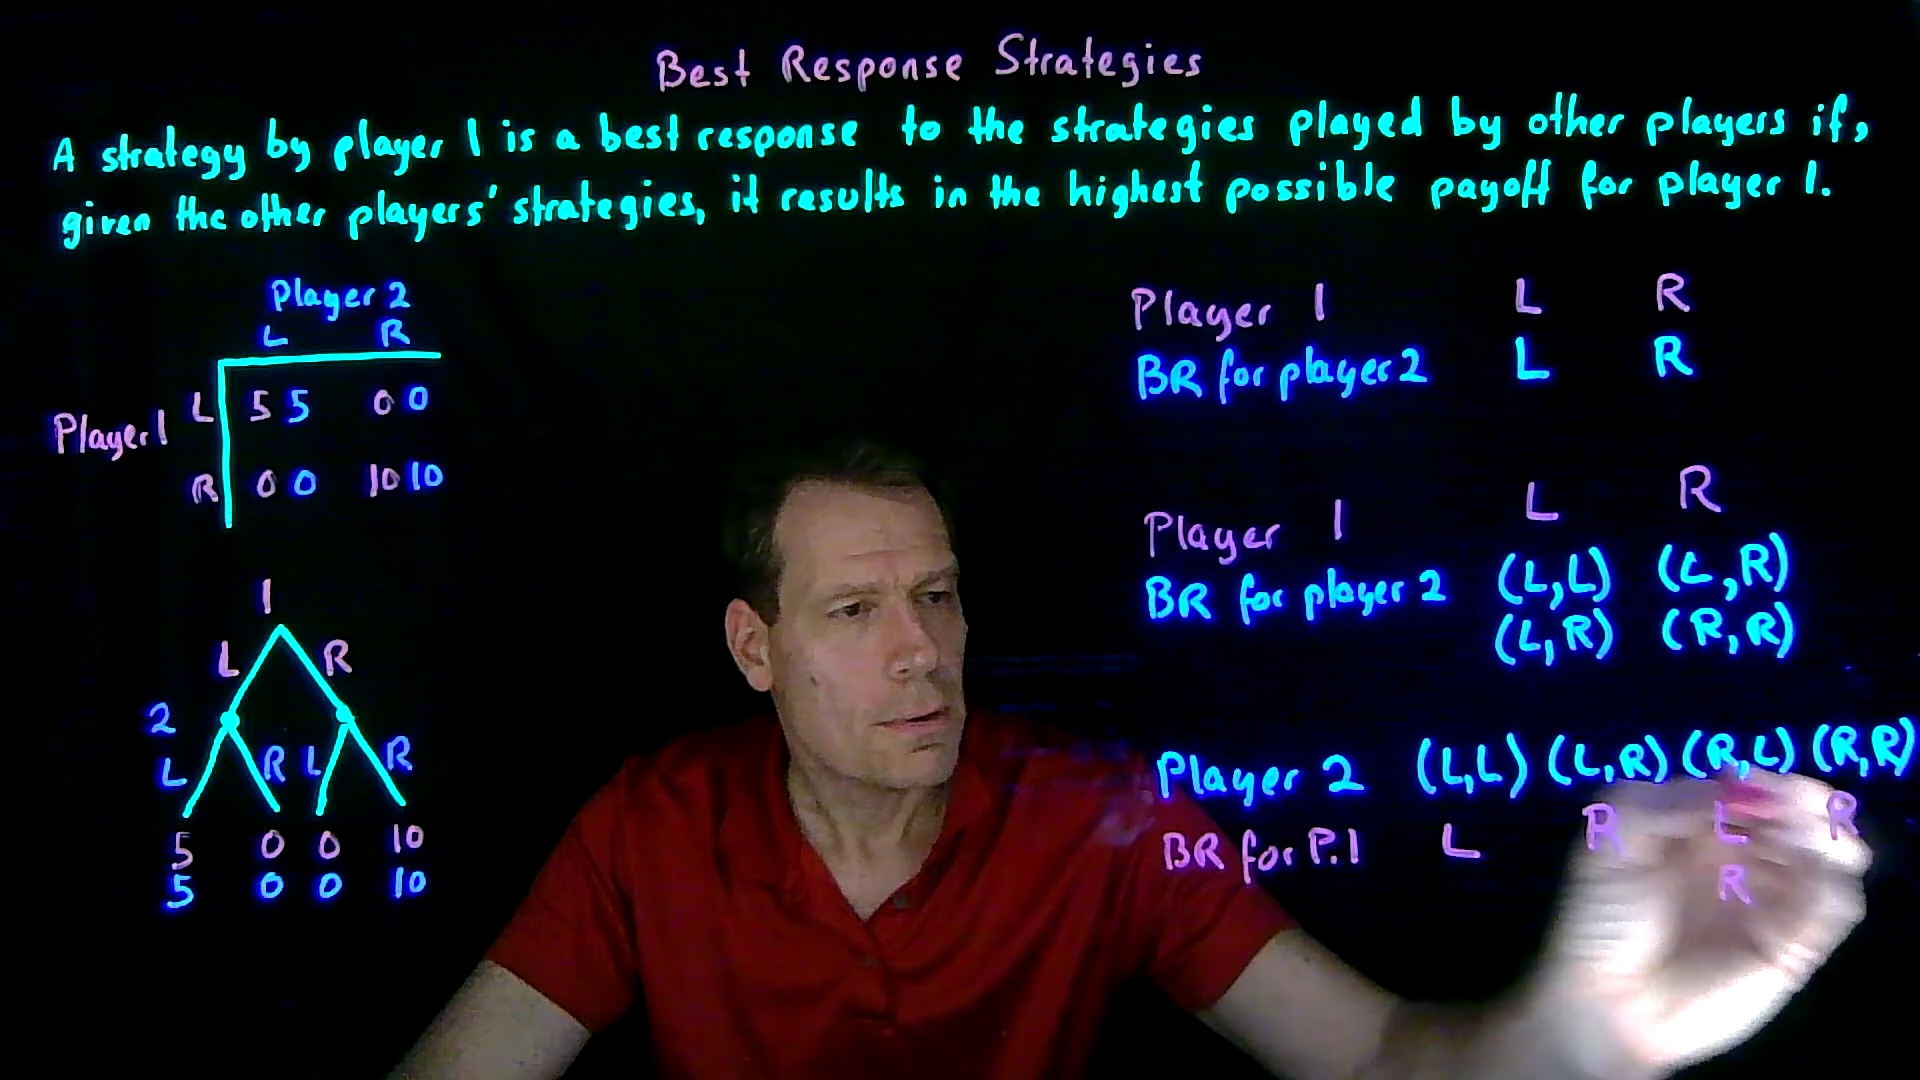 Best Response Strategies
A strategy by player 1 is a best response to the strategies played by other players if,
given the other players' strategies, it results in the highest possible payoff for player 1.
Player 2
L R
Player 1
L 5 5 0 0
R 0 0 10 10
1
L R
2
L R L R
5 0 0 10
5 0 0 10
Player 1 L R
BR for player 2 L R
Player 1 L R
BR for player 2 (L,L) (L,R)
(L,R) (R,R)
Player 2 (L,L) (L,R) (R,L) (R,R)
BR for P.1 L R L R
R